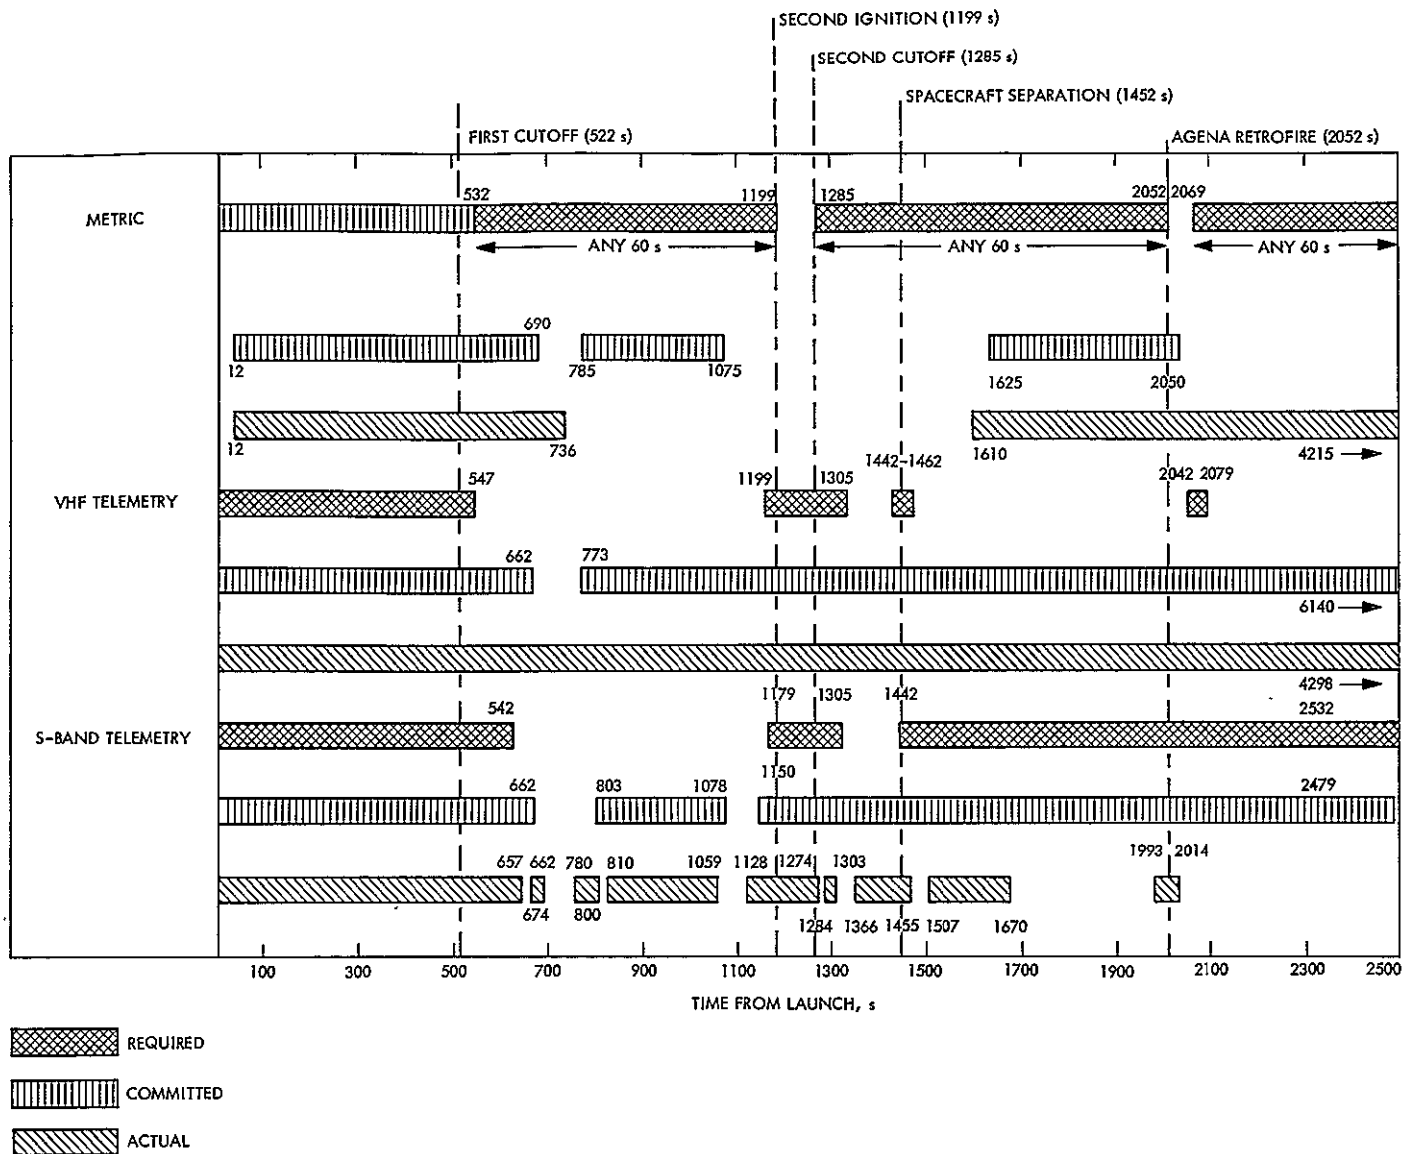 SECOND IGNITION (1199 s)
SECOND CUTOFF (1285 s)
SPACECRAFT SEPARATION (1452 s)
FIRST CUTOFF (522 s)
AGENA RETROFIRE (2052 s)
METRIC
532 1199 1285 2052 2069
ANY 60 s ANY 60 s ANY 60 s
690
12 785 1075 1625 2050
12 736 1610 4215
1442-1462
VHF TELEMETRY
547 1199 1305 2042 2079
662 773
6140
4298
1179 1305 1442 2532
S-BAND TELEMETRY
542
1150
662 803 1078 2479
657 662 780 810 1059 1128 1274 1303 1993 2014
674 800 1284 1366 1455 1507 1670
100 300 500 700 900 1100 1300 1500 1700 1900 2100 2300 2500
TIME FROM LAUNCH, s
REQUIRED
COMMITTED
ACTUAL